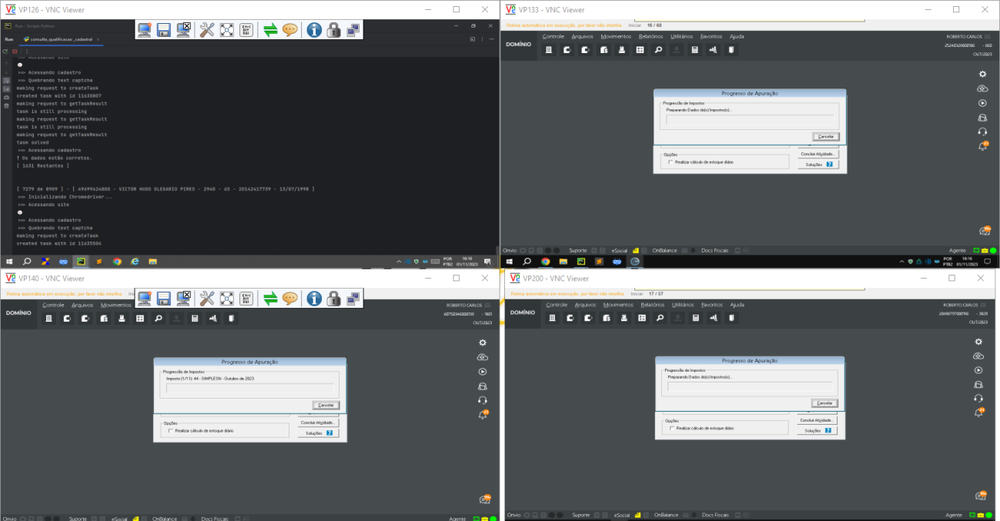 VP126 - VNC Viewer
Run - Scripts Python
Run consulta_qualificacao_cadastral ×
>>> Acessando site
>>> Acessando cadastro
>>> Quebrando text captcha
making request to createTask
created task with id 11630807
making request to getTaskResult
task is still processing
making request to getTaskResult
task is still processing
making request to getTaskResult
task solved
>>> Acessando cadastro
! Os dados estão corretos.
[ 1631 Restantes ]
[ 7279 de 8909 ] - [ 49699424800 - VICTOR HUGO OLEGARIO PIRES - 2940 - 65 - 20142417739 - 13/07/1998 ]
>>> Inicializando Chromedriver...
>>> Acessando site
>>> Acessando cadastro
>>> Quebrando text captcha
making request to createTask
created task with id 11635504
POR
PTB2
16:16
01/11/2023
VP133 - VNC Viewer
Rotina automática em execução, por favor não interfira Iniciar 16 / 60
DOMÍNIO
Controle Arquivos Movimentos Relatórios Utilitários Favoritos Ajuda
ROBERTO.CARLOS
OUT/2023
Progresso de Apuração
Progressão de Impostos
Preparando Dados do(s) Imposto(s)...
Cancelar
Opções
Realizar cálculo de estoque diário
Concluir Atividade...
Soluções
Onvio Suporte eSocial OnBalance Docs Fiscais Agente
POR
PTB2
16:16
01/11/2023
VP140 - VNC Viewer
Rotina automática em execução, por favor não interfira
DOMÍNIO
Controle Arquivos Movimentos
ROBERTO.CARLOS
OUT/2023
Progresso de Apuração
Progressão de Impostos
Imposto (1/11): 44 - SIMPLESN - Outubro de 2023
Cancelar
Opções
Realizar cálculo de estoque diário
Concluir Atividade...
Soluções
Onvio Suporte eSocial OnBalance Docs Fiscais Agente
VP200 - VNC Viewer
Rotina automática em execução, por favor não interfira Iniciar 17 / 57
DOMÍNIO
Controle Arquivos Movimentos Relatórios Utilitários Favoritos Ajuda
ROBERTO.CARLOS
OUT/2023
Progresso de Apuração
Progressão de Impostos
Preparando Dados do(s) Imposto(s)...
Cancelar
Opções
Realizar cálculo de estoque diário
Concluir Atividade...
Soluções
Onvio Suporte eSocial OnBalance Docs Fiscais Agente